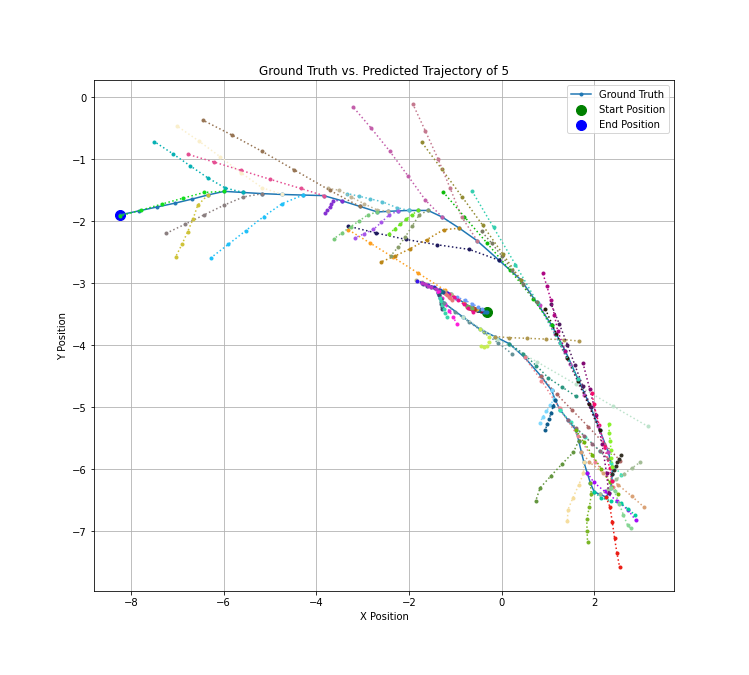 Ground Truth vs. Predicted Trajectory of 5
Ground Truth
Start Position
End Position
0
−1
−2
−3
−4
−5
−6
−7
Y Position
−8
−6
−4
−2
0
2
X Position